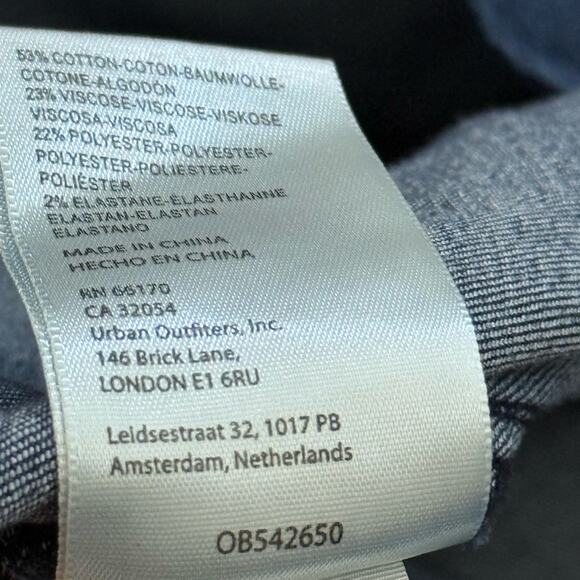 53% COTTON-COTON-BAUMWOLLE-
COTONE-ALGODON
23% VISCOSE-VISCOSE-VISKOSE
VISCOSA-VISCOSA
22% POLYESTER-POLYESTER-
POLYESTER-POLIESTERE-
POLIÉSTER
2% ELASTANE-ELASTHANNE
ELASTAN-ELASTAN
ELASTANO
MADE IN CHINA
HECHO EN CHINA
RN 66170
CA 32054
Urban Outfitters, Inc.
146 Brick Lane,
LONDON E1 6RU
Leidsestraat 32, 1017 PB
Amsterdam, Netherlands
OB542650